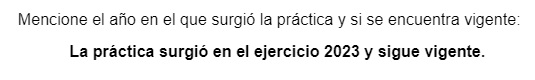 Mencione el año en el que surgió la práctica y si se encuentra vigente:
La práctica surgió en el ejercicio 2023 y sigue vigente.